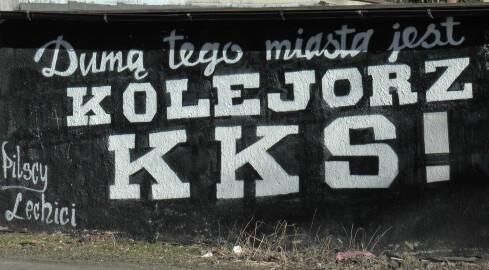 Dumą tego miasta jest
KOLEJORZ
KKS!
Pilscy
Lechici